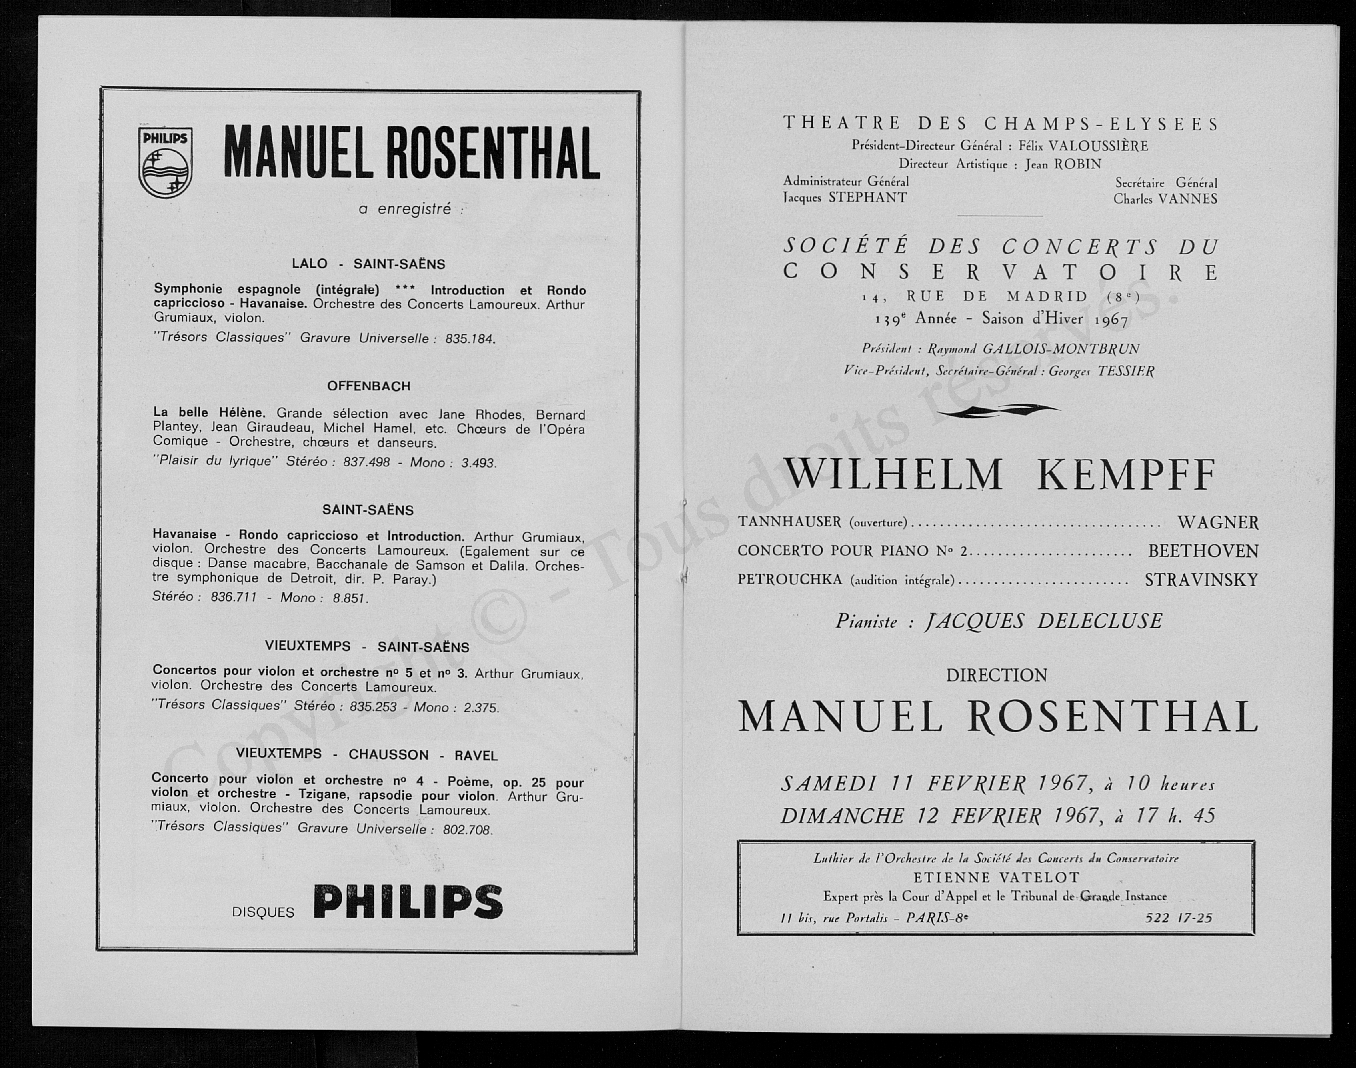 PHILIPS
MANUEL ROSENTHAL
a enregistré :
LALO - SAINT-SAËNS
Symphonie espagnole (intégrale) *** Introduction et Rondo
capriccioso - Havanaise. Orchestre des Concerts Lamoureux. Arthur
Grumiaux, violon.
"Trésors Classiques" Gravure Universelle : 835.184.
OFFENBACH
La belle Hélène. Grande sélection avec Jane Rhodes, Bernard
Plantey, Jean Giraudeau, Michel Hamel, etc. Chœurs de l'Opéra
Comique - Orchestre, chœurs et danseurs.
"Plaisir du lyrique" Stéréo : 837.498 - Mono : 3.493.
SAINT-SAËNS
Havanaise - Rondo capriccioso et Introduction. Arthur Grumiaux,
violon. Orchestre des Concerts Lamoureux. (Egalement sur ce
disque : Danse macabre, Bacchanale de Samson et Dalila. Orches-
tre symphonique de Detroit, dir. P. Paray.)
Stéréo : 836.711 - Mono : 8.851.
VIEUXTEMPS - SAINT-SAËNS
Concertos pour violon et orchestre nº 5 et nº 3. Arthur Grumiaux,
violon. Orchestre des Concerts Lamoureux.
"Trésors Classiques" Stéréo : 835.253 - Mono : 2.375.
VIEUXTEMPS - CHAUSSON - RAVEL
Concerto pour violon et orchestre nº 4 - Poème, op. 25 pour
violon et orchestre - Tzigane, rapsodie pour violon. Arthur Gru-
miaux, violon. Orchestre des Concerts Lamoureux.
"Trésors Classiques" Gravure Universelle : 802.708.
DISQUES PHILIPS
THEATRE DES CHAMPS-ELYSEES
Président-Directeur Général : Félix VALOUSSIÈRE
Directeur Artistique : Jean ROBIN
Administrateur Général Secrétaire Général
Jacques STEPHANT Charles VANNES
SOCIÉTÉ DES CONCERTS DU
CONSERVATOIRE
14, RUE DE MADRID (8e)
139e Année - Saison d'Hiver 1967
Président : Raymond GALLOIS-MONTBRUN
Vice-Président, Secrétaire-Général : Georges TESSIER
WILHELM KEMPFF
TANNHAUSER (ouverture).................................. WAGNER
CONCERTO POUR PIANO Nº 2....................... BEETHOVEN
PETROUCHKA (audition intégrale)........................ STRAVINSKY
Pianiste : JACQUES DELECLUSE
DIRECTION
MANUEL ROSENTHAL
SAMEDI 11 FEVRIER 1967, à 10 heures
DIMANCHE 12 FEVRIER 1967, à 17 h. 45
Luthier de l'Orchestre de la Société des Concerts du Conservatoire
ETIENNE VATELOT
Expert près la Cour d'Appel et le Tribunal de Grande Instance
11 bis, rue Portalis - PARIS-8e 522 17-25
Copyright © - Tous droits réservés.